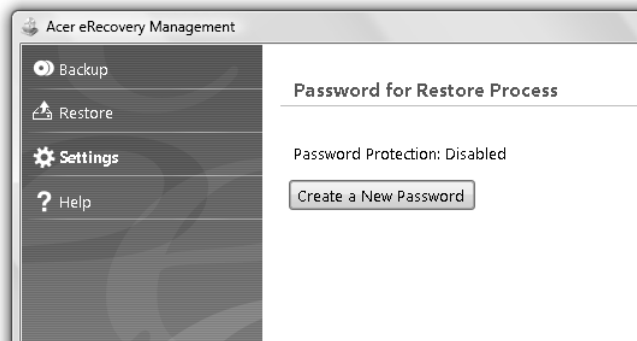 Acer eRecovery Management
Backup
Restore
Settings
Help
Password for Restore Process
Password Protection: Disabled
Create a New Password